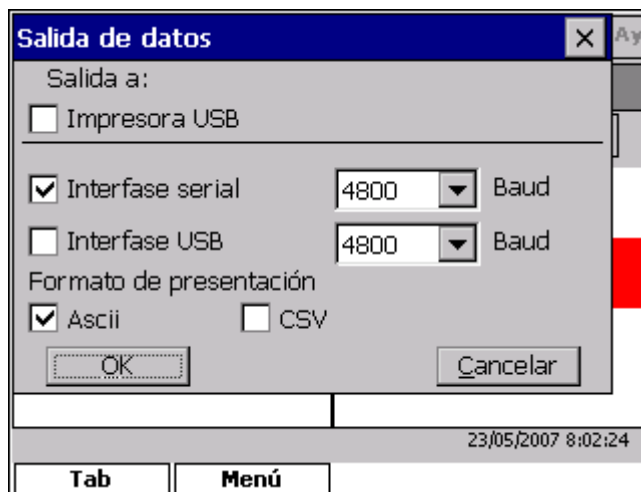 Salida de datos
Ay
Salida a:
Impresora USB
Interfase serial 4800 Baud
Interfase USB 4800 Baud
Formato de presentación
Ascii CSV
OK Cancelar
23/05/2007 8:02:24
Tab Menú